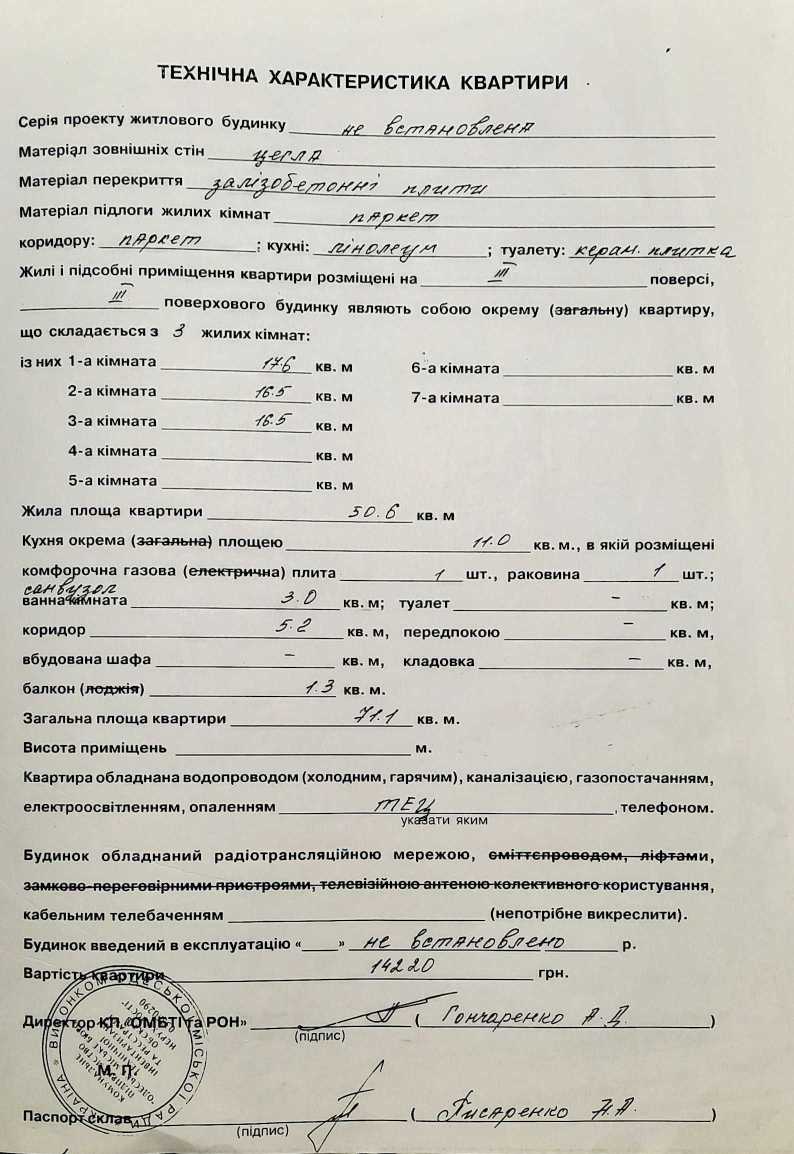 ТЕХНІЧНА ХАРАКТЕРИСТИКА КВАРТИРИ
Серія проекту житлового будинку не встановлена
Матеріал зовнішніх стін цегла
Матеріал перекриття залізобетонні плити
Матеріал підлоги жилих кімнат паркет
коридору: паркет ; кухні: лінолеум ; туалету: керам. плитка
Жилі і підсобні приміщення квартири розміщені на III поверсі,
III поверхового будинку являють собою окрему (загальну) квартиру,
що складається з 3 жилих кімнат:
із них 1-а кімната 17.6 кв. м 6-а кімната кв. м
2-а кімната 16.5 кв. м 7-а кімната кв. м
3-а кімната 16.5 кв. м
4-а кімната кв. м
5-а кімната кв. м
Жила площа квартири 50.6 кв. м
Кухня окрема (загальна) площею 11.0 кв. м., в якій розміщені
комфорочна газова (електрична) плита 1 шт., раковина 1 шт.;
санвузол
ванна кімната 3.0 кв. м; туалет – кв. м;
коридор 5.2 кв. м, передпокою – кв. м,
вбудована шафа – кв. м, кладовка – кв. м,
балкон (лоджія) 1.3 кв. м.
Загальна площа квартири 71.1 кв. м.
Висота приміщень м.
Квартира обладнана водопроводом (холодним, гарячим), каналізацією, газопостачанням,
електроосвітленням, опаленням ТЕЦ , телефоном.
указати яким
Будинок обладнаний радіотрансляційною мережою, сміттєпроводом, ліфтами,
замково-переговірними пристроями, телевізійною антеною колективного користування,
кабельним телебаченням (непотрібне викреслити).
Будинок введений в експлуатацію « » не встановлено р.
Вартість квартири 14220 грн.
Директор КП „ОМБТІ та РОН» ( Гончаренко А.Д. )
(підпис)
М. П.
Паспорт склав ( Писаренко Н.А. )
(підпис)
УКРАЇНА * ВИКОНКОМ ОДЕСЬКОЇ МІСЬКОЇ РАДИ